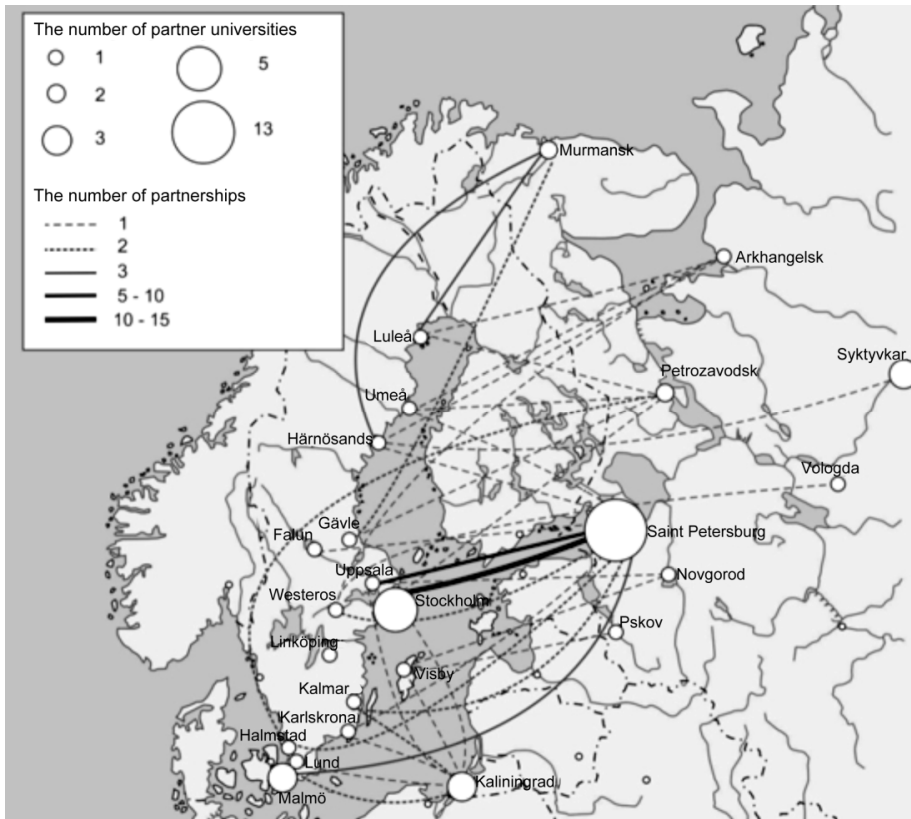 The number of partner universities
1
5
2
3
13
The number of partnerships
1
2
3
5 - 10
10 - 15
Murmansk
Arkhangelsk
Luleå
Syktyvkar
Petrozavodsk
Umeå
Härnösands
Vologda
Gävle
Falun
Saint Petersburg
Uppsala
Novgorod
Westeros
Stockholm
Pskov
Linköping
Visby
Kalmar
Karlskrona
Halmstad
Lund
Kaliningrad
Malmö